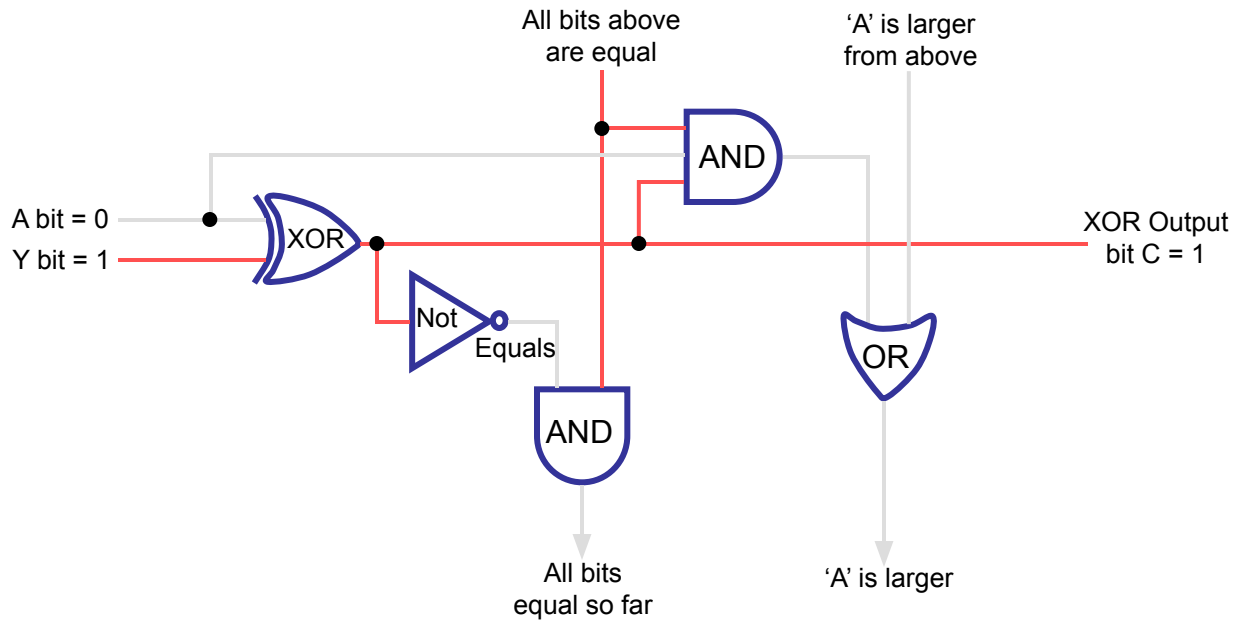 All bits above
are equal
‘A’ is larger
from above
AND
A bit = 0
XOR
Y bit = 1
XOR Output
bit C = 1
Not
Equals
OR
AND
All bits
equal so far
‘A’ is larger